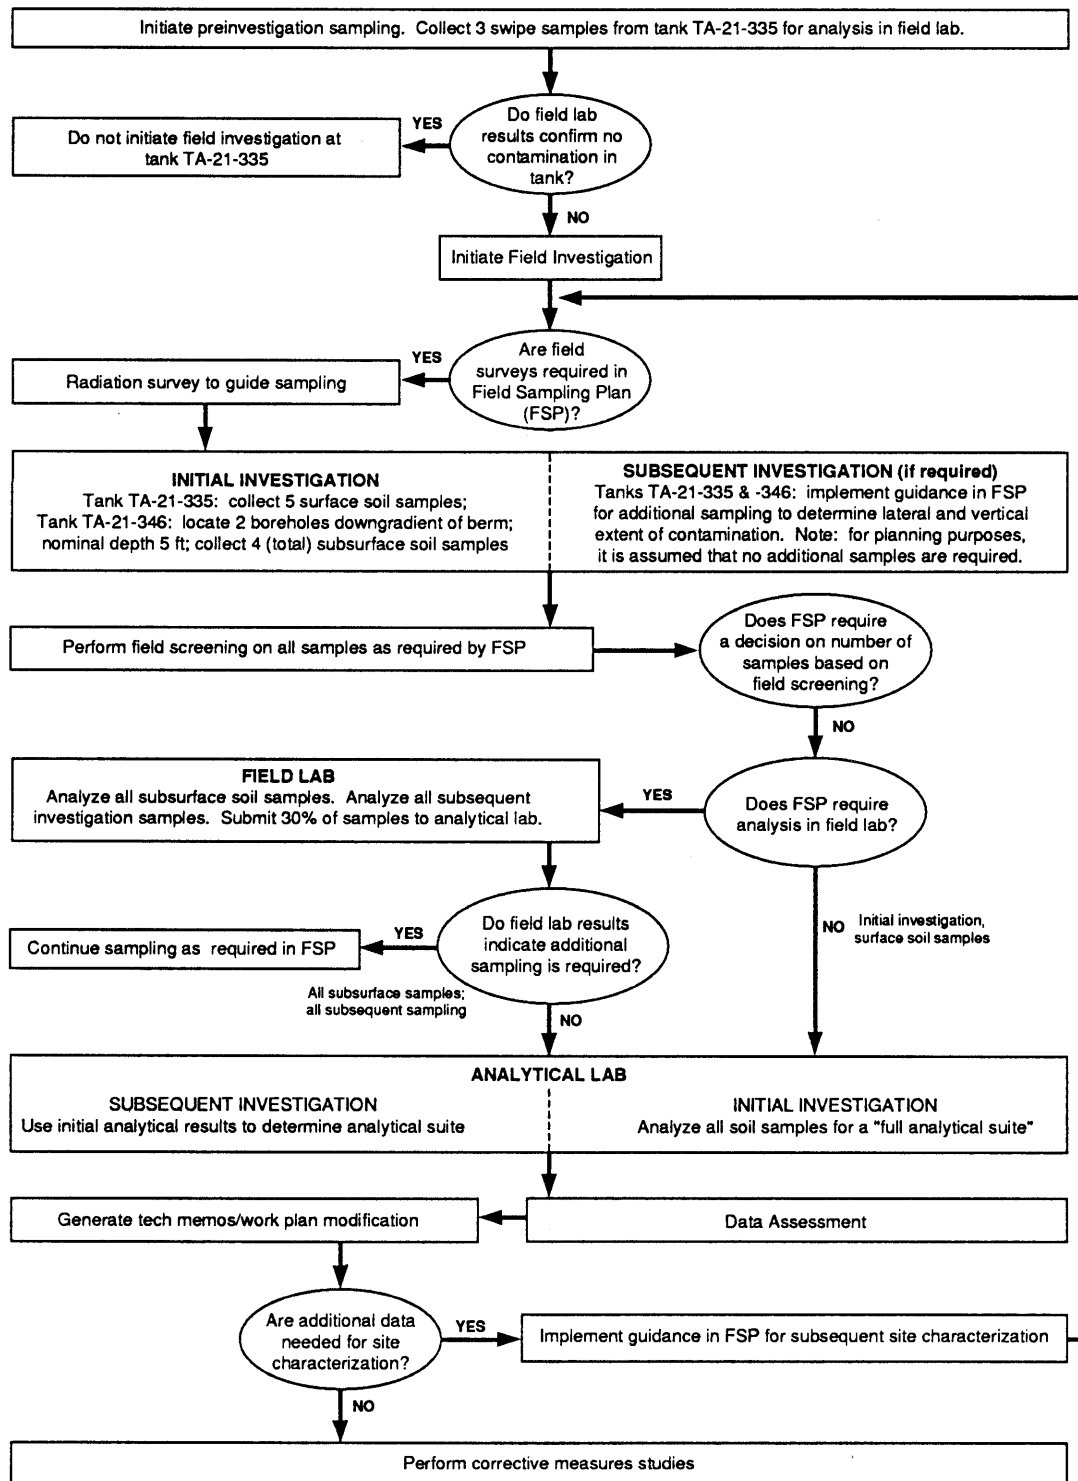 Initiate preinvestigation sampling.  Collect 3 swipe samples from tank TA-21-335 for analysis in field lab.
Do field lab
results confirm no
contamination in
tank?
YES
Do not initiate field investigation at
tank TA-21-335
NO
Initiate Field Investigation
Are field
surveys required in
Field Sampling Plan
(FSP)?
YES
Radiation survey to guide sampling
INITIAL INVESTIGATION
Tank TA-21-335:  collect 5 surface soil samples;
Tank TA-21-346:  locate 2 boreholes downgradient of berm;
nominal depth 5 ft; collect 4 (total) subsurface soil samples
SUBSEQUENT INVESTIGATION (if required)
Tanks TA-21-335 & -346:  implement guidance in FSP
for additional sampling to determine lateral and vertical
extent of contamination.  Note:  for planning purposes,
it is assumed that no additional samples are required.
Perform field screening on all samples as required by FSP
Does FSP require
a decision on number of
samples based on
field screening?
NO
Does FSP require
analysis in field lab?
YES
FIELD LAB
Analyze all subsurface soil samples.  Analyze all subsequent
investigation samples.  Submit 30% of samples to analytical lab.
NO
Initial investigation,
surface soil samples
Do field lab results
indicate additional
sampling is required?
YES
Continue sampling as  required in FSP
All subsurface samples;
all subsequent sampling
NO
ANALYTICAL LAB
SUBSEQUENT INVESTIGATION
Use initial analytical results to determine analytical suite
INITIAL INVESTIGATION
Analyze all soil samples for a "full analytical suite"
Data Assessment
Generate tech memos/work plan modification
Are additional data
needed for site
characterization?
YES
Implement guidance in FSP for subsequent site characterization
NO
Perform corrective measures studies